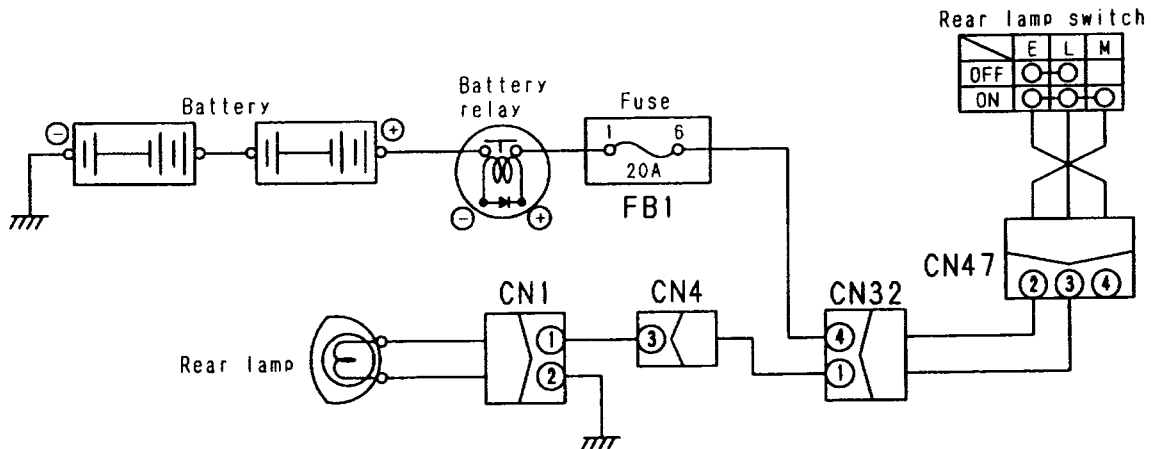 Rear lamp switch
E L M
OFF
ON
Battery
Battery
relay
Fuse
− + 1 6
20A
FB1
− +
CN47
2 3 4
CN1
CN4
CN32
1 3 4
Rear lamp
2 1